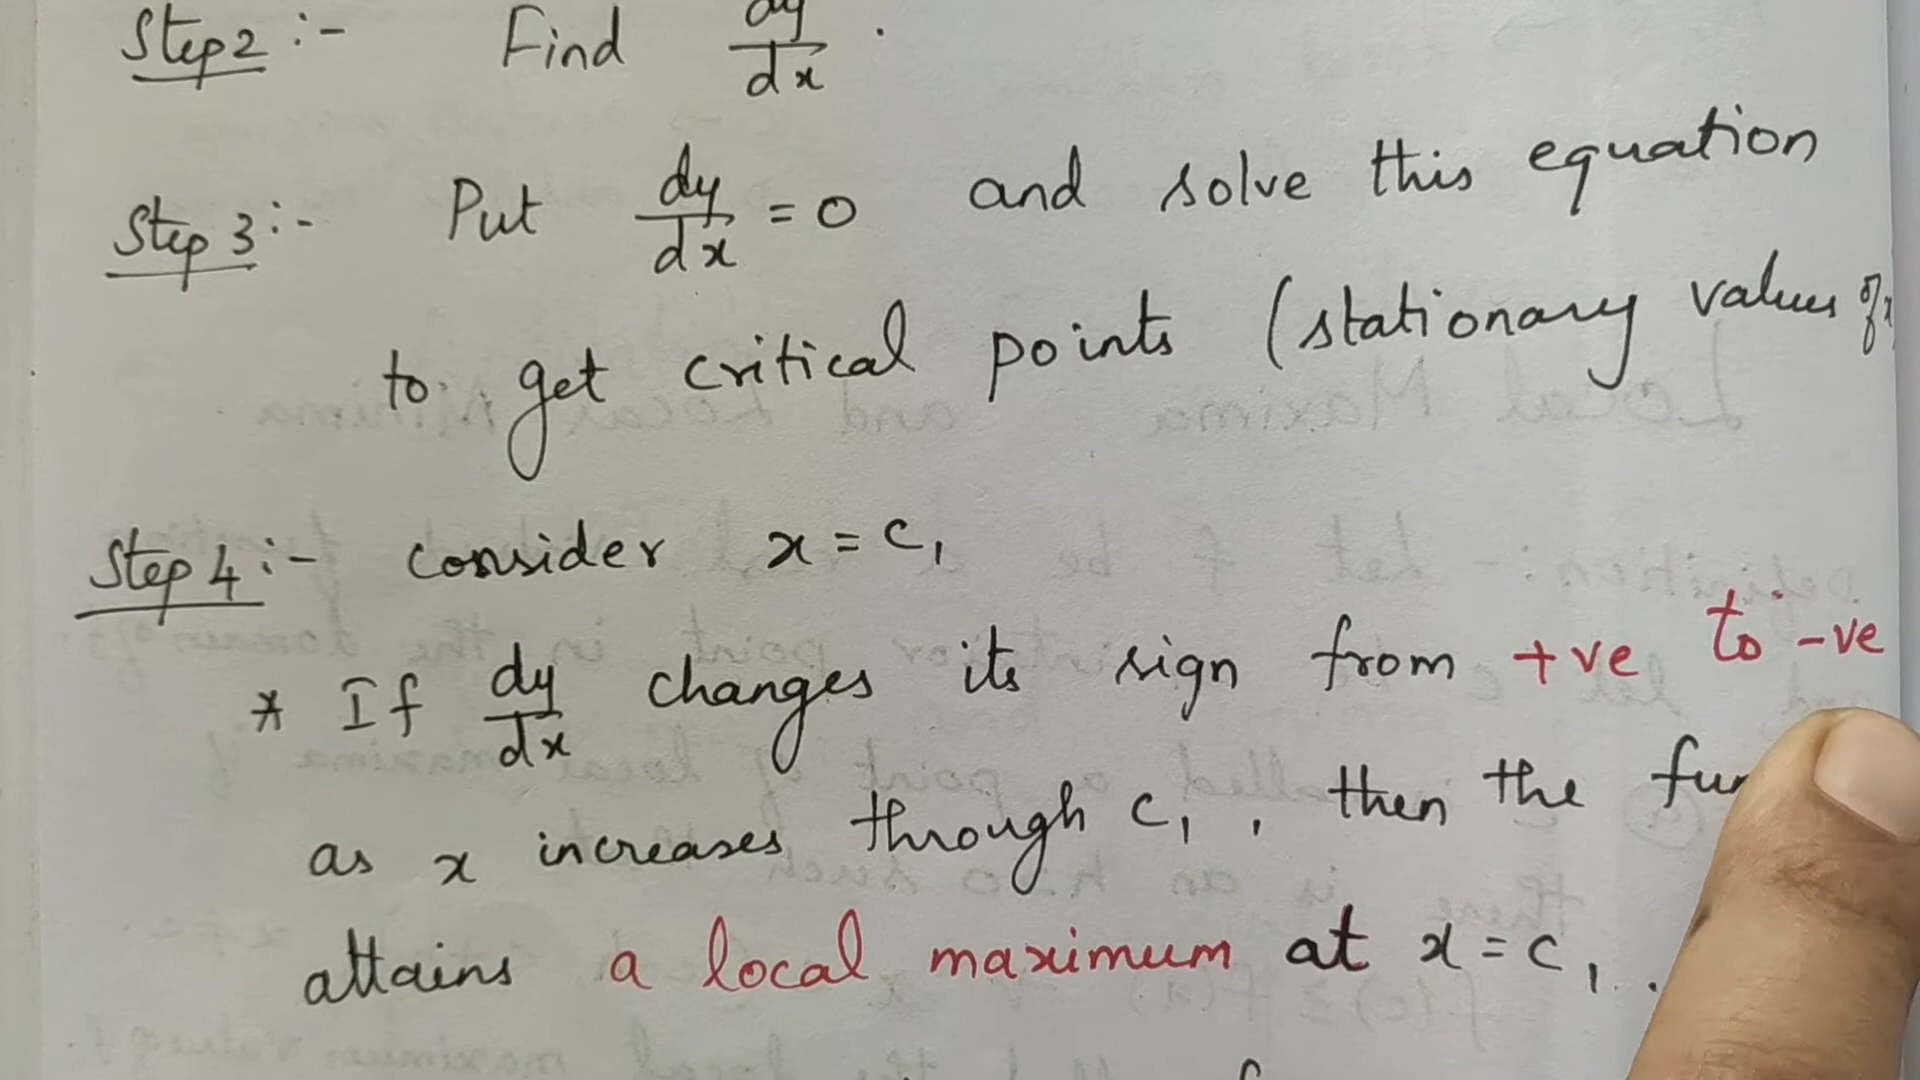 Step 2 :- Find dy/dx .
Step 3 :- Put dy/dx = 0 and solve this equation
to get critical points (stationary values of x
Step 4 :- consider x = c₁
* If dy/dx changes its sign from +ve to -ve
as x increases through c₁ , then the fun
attains a local maximum at x = c₁ .